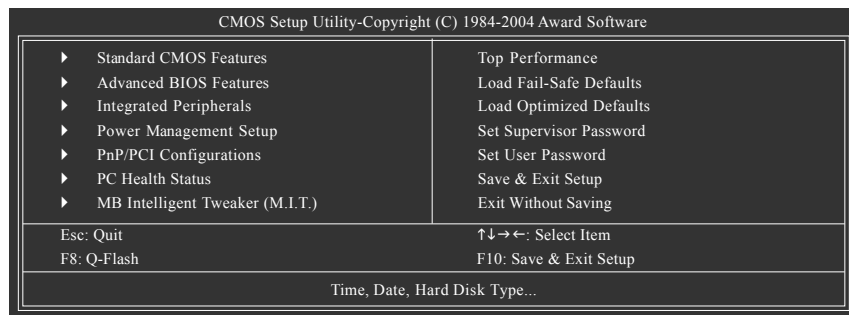 CMOS Setup Utility-Copyright (C) 1984-2004 Award Software
Standard CMOS Features
Advanced BIOS Features
Integrated Peripherals
Power Management Setup
PnP/PCI Configurations
PC Health Status
MB Intelligent Tweaker (M.I.T.)
Top Performance
Load Fail-Safe Defaults
Load Optimized Defaults
Set Supervisor Password
Set User Password
Save & Exit Setup
Exit Without Saving
Esc: Quit
F8: Q-Flash
↑↓→←: Select Item
F10: Save & Exit Setup
Time, Date, Hard Disk Type...